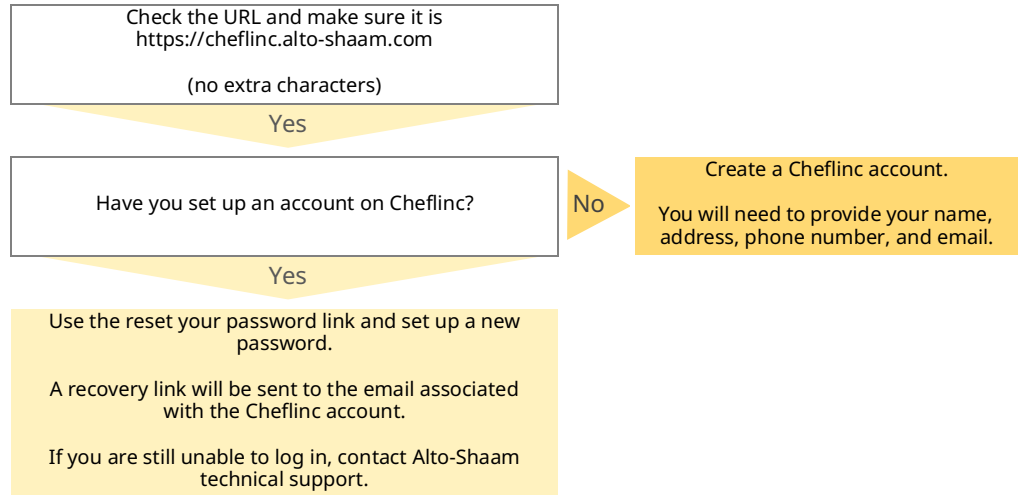 Check the URL and make sure it is
https://cheflinc.alto-shaam.com
(no extra characters)
Yes
Have you set up an account on Cheflinc?
No
Create a Cheflinc account.
You will need to provide your name,
address, phone number, and email.
Yes
Use the reset your password link and set up a new
password.
A recovery link will be sent to the email associated
with the Cheflinc account.
If you are still unable to log in, contact Alto-Shaam
technical support.